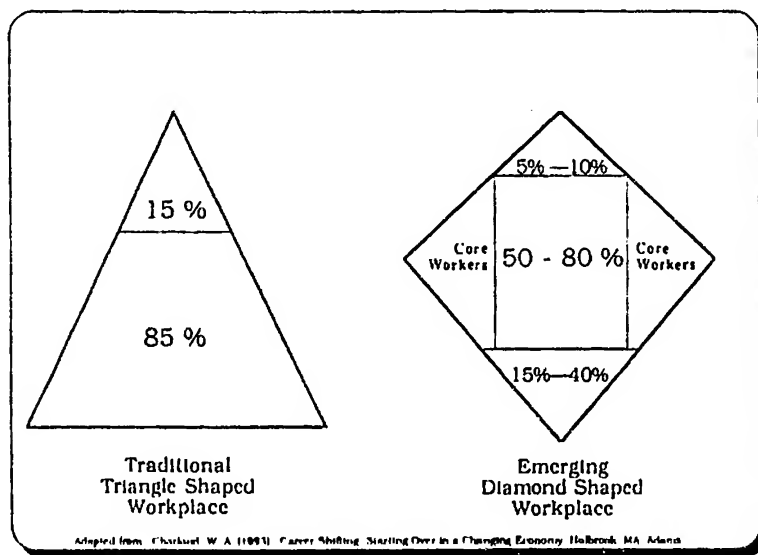 15 %
85 %
Traditional
Triangle Shaped
Workplace
5%—10%
Core
Workers
50 - 80 %
Core
Workers
15%—40%
Emerging
Diamond Shaped
Workplace
Adapted from W. A. (1993) Career Shifting Starting Over in a Changing Economy Holbrook MA Adams